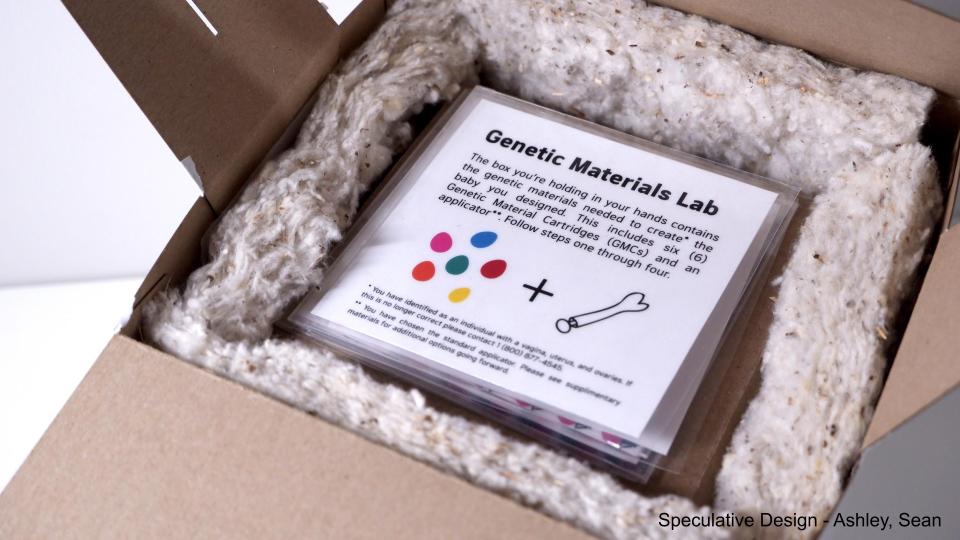 Genetic Materials Lab
The box you're holding in your hands contains
the genetic materials needed to create* the
baby you designed. This includes six (6)
Genetic Material Cartridges (GMCs) and an
applicator**. Follow steps one through four.
* You have identified as an individual with a vagina, uterus, and ovaries. If
this is no longer correct please contact 1 (800) 877-4545.
** You have chosen the standard applicator. Please see supplimentary
materials for additional options going forward.
Speculative Design - Ashley, Sean